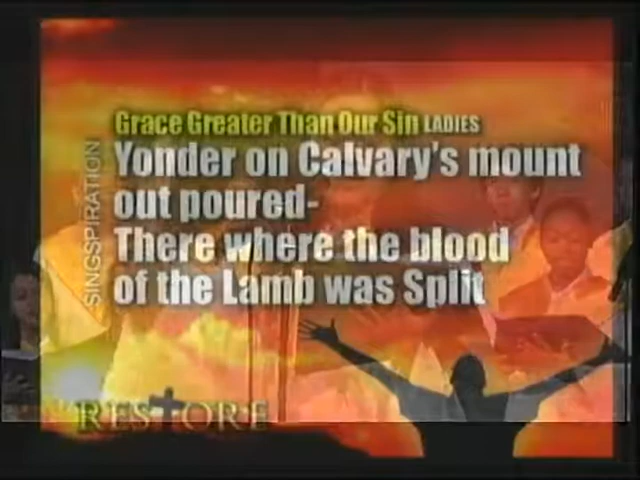 Grace Greater Than Our Sin LADIES
Yonder on Calvary's mount
out poured-
There where the blood
of the Lamb was Split
SINGSPIRATION
RESTORE